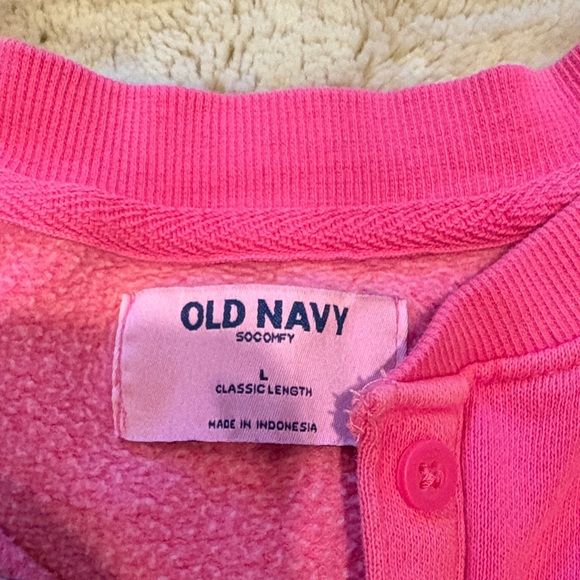 OLD NAVY
SOCOMFY
L
CLASSIC LENGTH
MADE IN INDONESIA